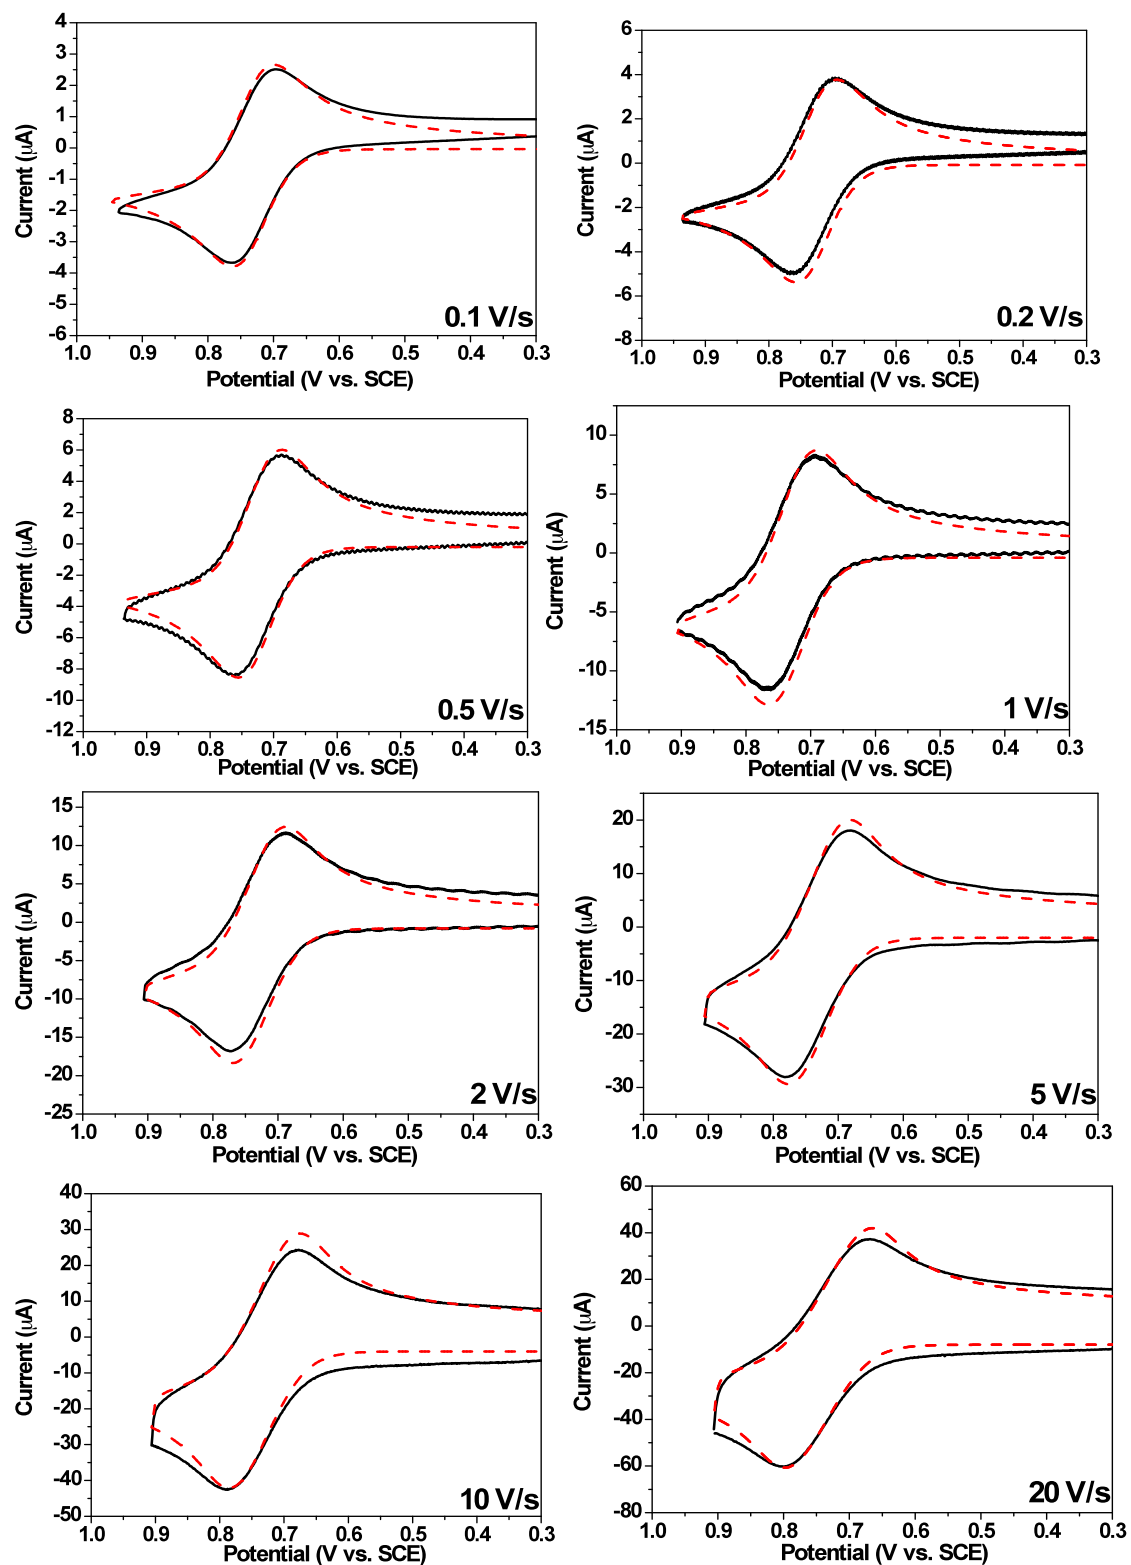 4
3
2
1
0
-1
-2
-3
-4
-5
-6
Current (μA)
0.1 V/s
1.0 0.9 0.8 0.7 0.6 0.5 0.4 0.3
Potential (V vs. SCE)
6
4
2
0
-2
-4
-6
-8
Current (μA)
0.2 V/s
1.0 0.9 0.8 0.7 0.6 0.5 0.4 0.3
Potential (V vs. SCE)
8
6
4
2
0
-2
-4
-6
-8
-10
-12
Current (μA)
0.5 V/s
1.0 0.9 0.8 0.7 0.6 0.5 0.4 0.3
Potential (V vs. SCE)
10
5
0
-5
-10
-15
Current (μA)
1 V/s
1.0 0.9 0.8 0.7 0.6 0.5 0.4 0.3
Potential (V vs. SCE)
15
10
5
0
-5
-10
-15
-20
-25
Current (μA)
2 V/s
1.0 0.9 0.8 0.7 0.6 0.5 0.4 0.3
Potential (V vs. SCE)
20
10
0
-10
-20
-30
Current (μA)
5 V/s
1.0 0.9 0.8 0.7 0.6 0.5 0.4 0.3
Potential (V vs. SCE)
40
30
20
10
0
-10
-20
-30
-40
-50
Current (μA)
10 V/s
1.0 0.9 0.8 0.7 0.6 0.5 0.4 0.3
Potential (V vs. SCE)
60
40
20
0
-20
-40
-60
-80
Current (μA)
20 V/s
1.0 0.9 0.8 0.7 0.6 0.5 0.4 0.3
Potential (V vs. SCE)